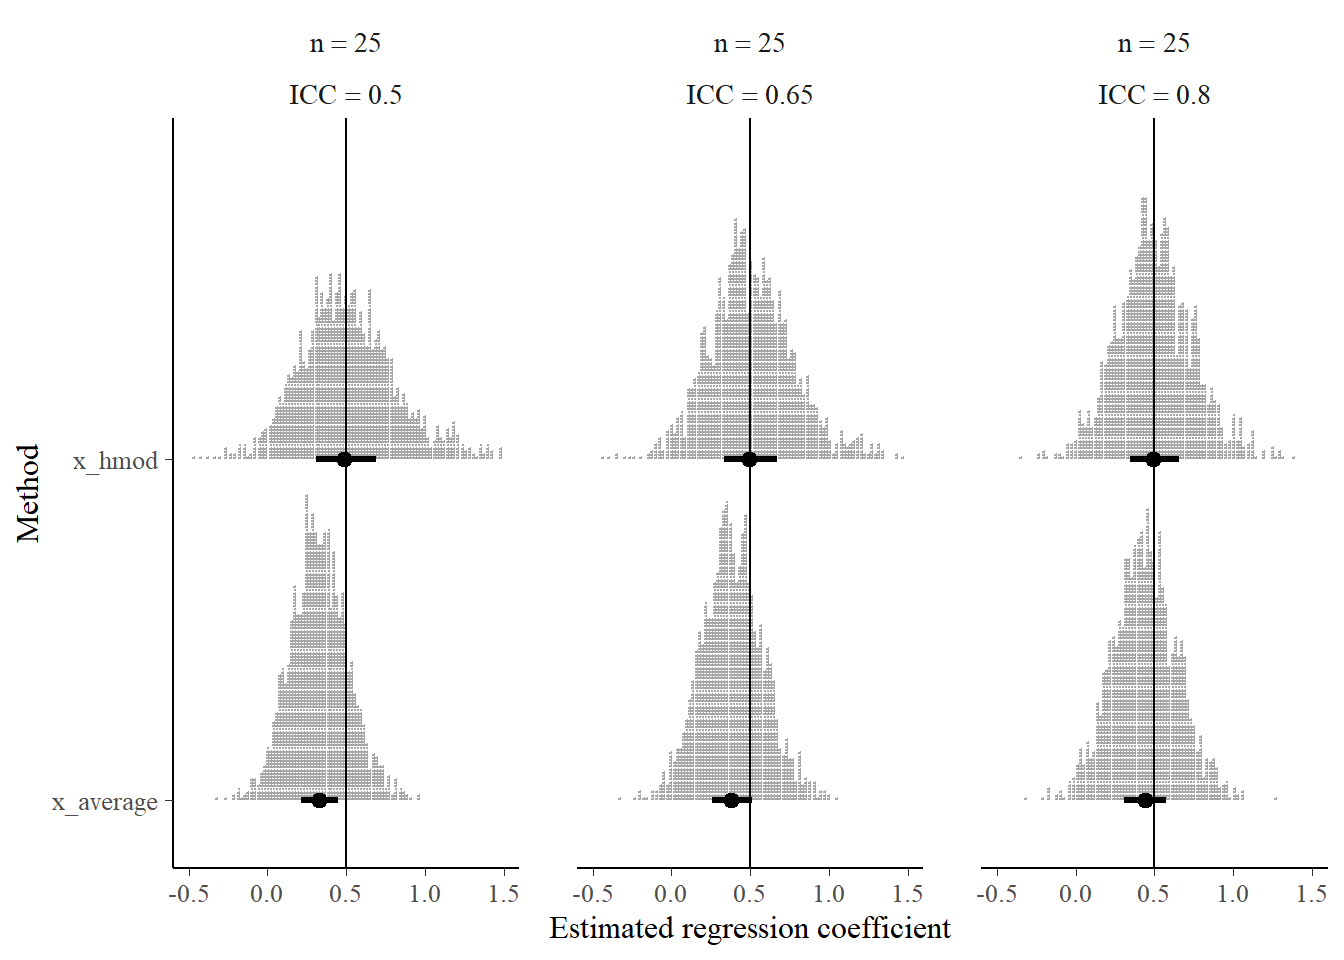 n = 25
n = 25
n = 25
ICC = 0.5
ICC = 0.65
ICC = 0.8
Method
x_hmod
x_average
-0.5 0.0 0.5 1.0 1.5
-0.5 0.0 0.5 1.0 1.5
-0.5 0.0 0.5 1.0 1.5
Estimated regression coefficient